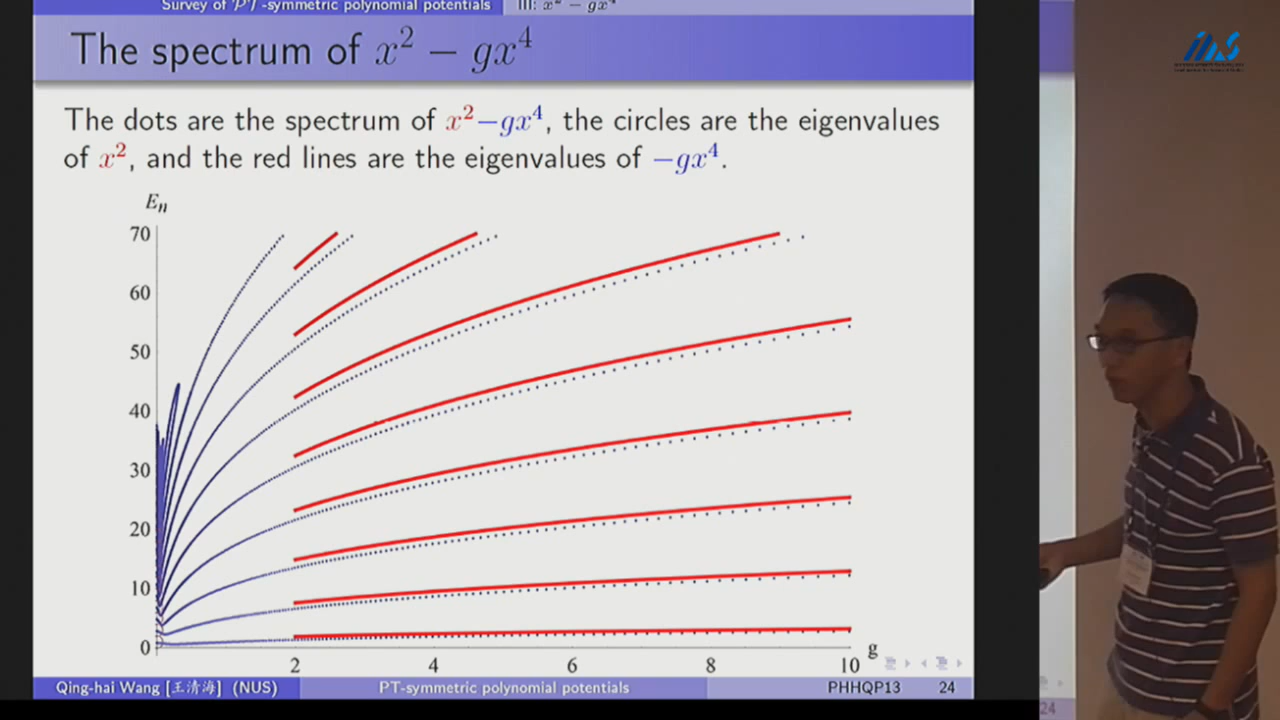 Survey of PT-symmetric polynomial potentials III: x² − gx⁴
The spectrum of x² − gx⁴
The dots are the spectrum of x²−gx⁴, the circles are the eigenvalues
of x², and the red lines are the eigenvalues of −gx⁴.
Eₙ
70
60
50
40
30
20
10
0
2 4 6 8 10 g
Qing-hai Wang [王清海] (NUS) PT-symmetric polynomial potentials PHHQP13 24
24